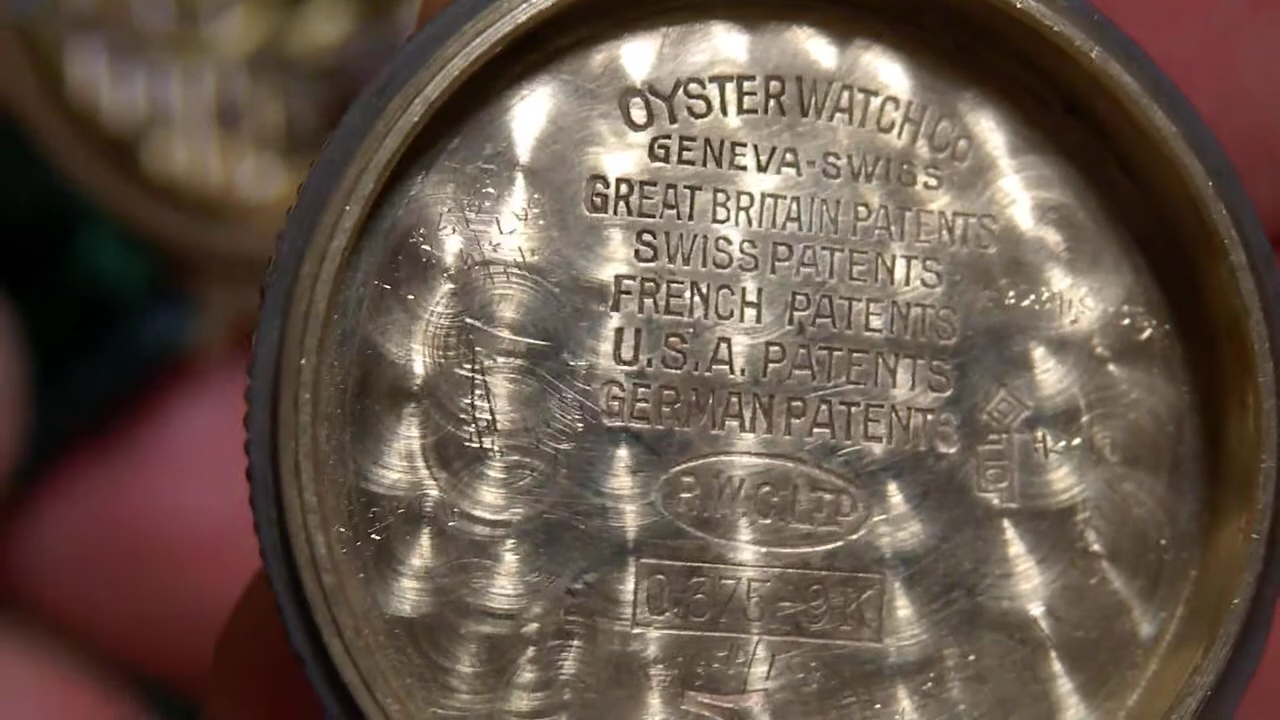 OYSTER WATCH CO
GENEVA-SWISS
GREAT BRITAIN PATENTS
SWISS PATENTS
FRENCH PATENTS
U.S.A. PATENTS
GERMAN PATENTS
R.W.C.LTD
0.375-9K